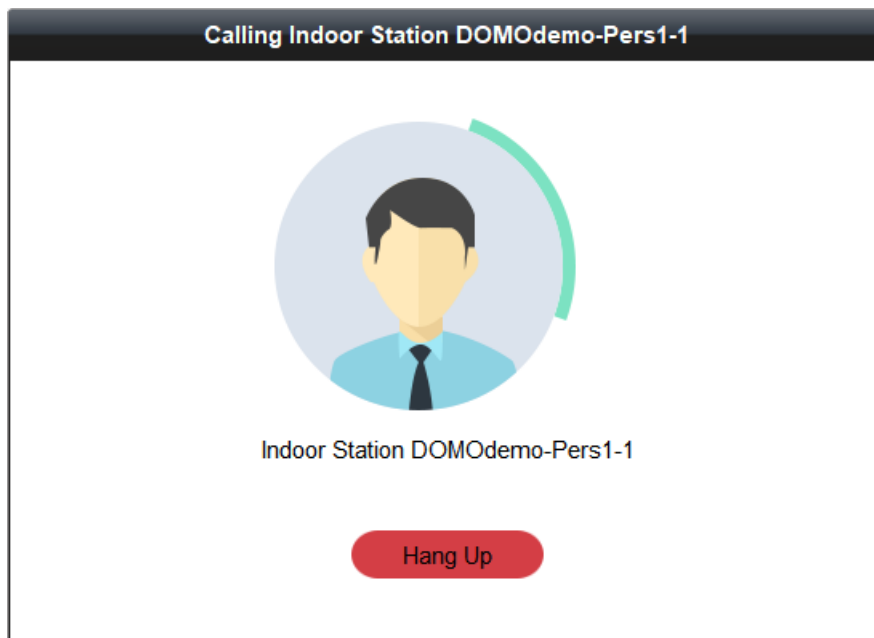 Calling Indoor Station DOMOdemo-Pers1-1
Indoor Station DOMOdemo-Pers1-1
Hang Up